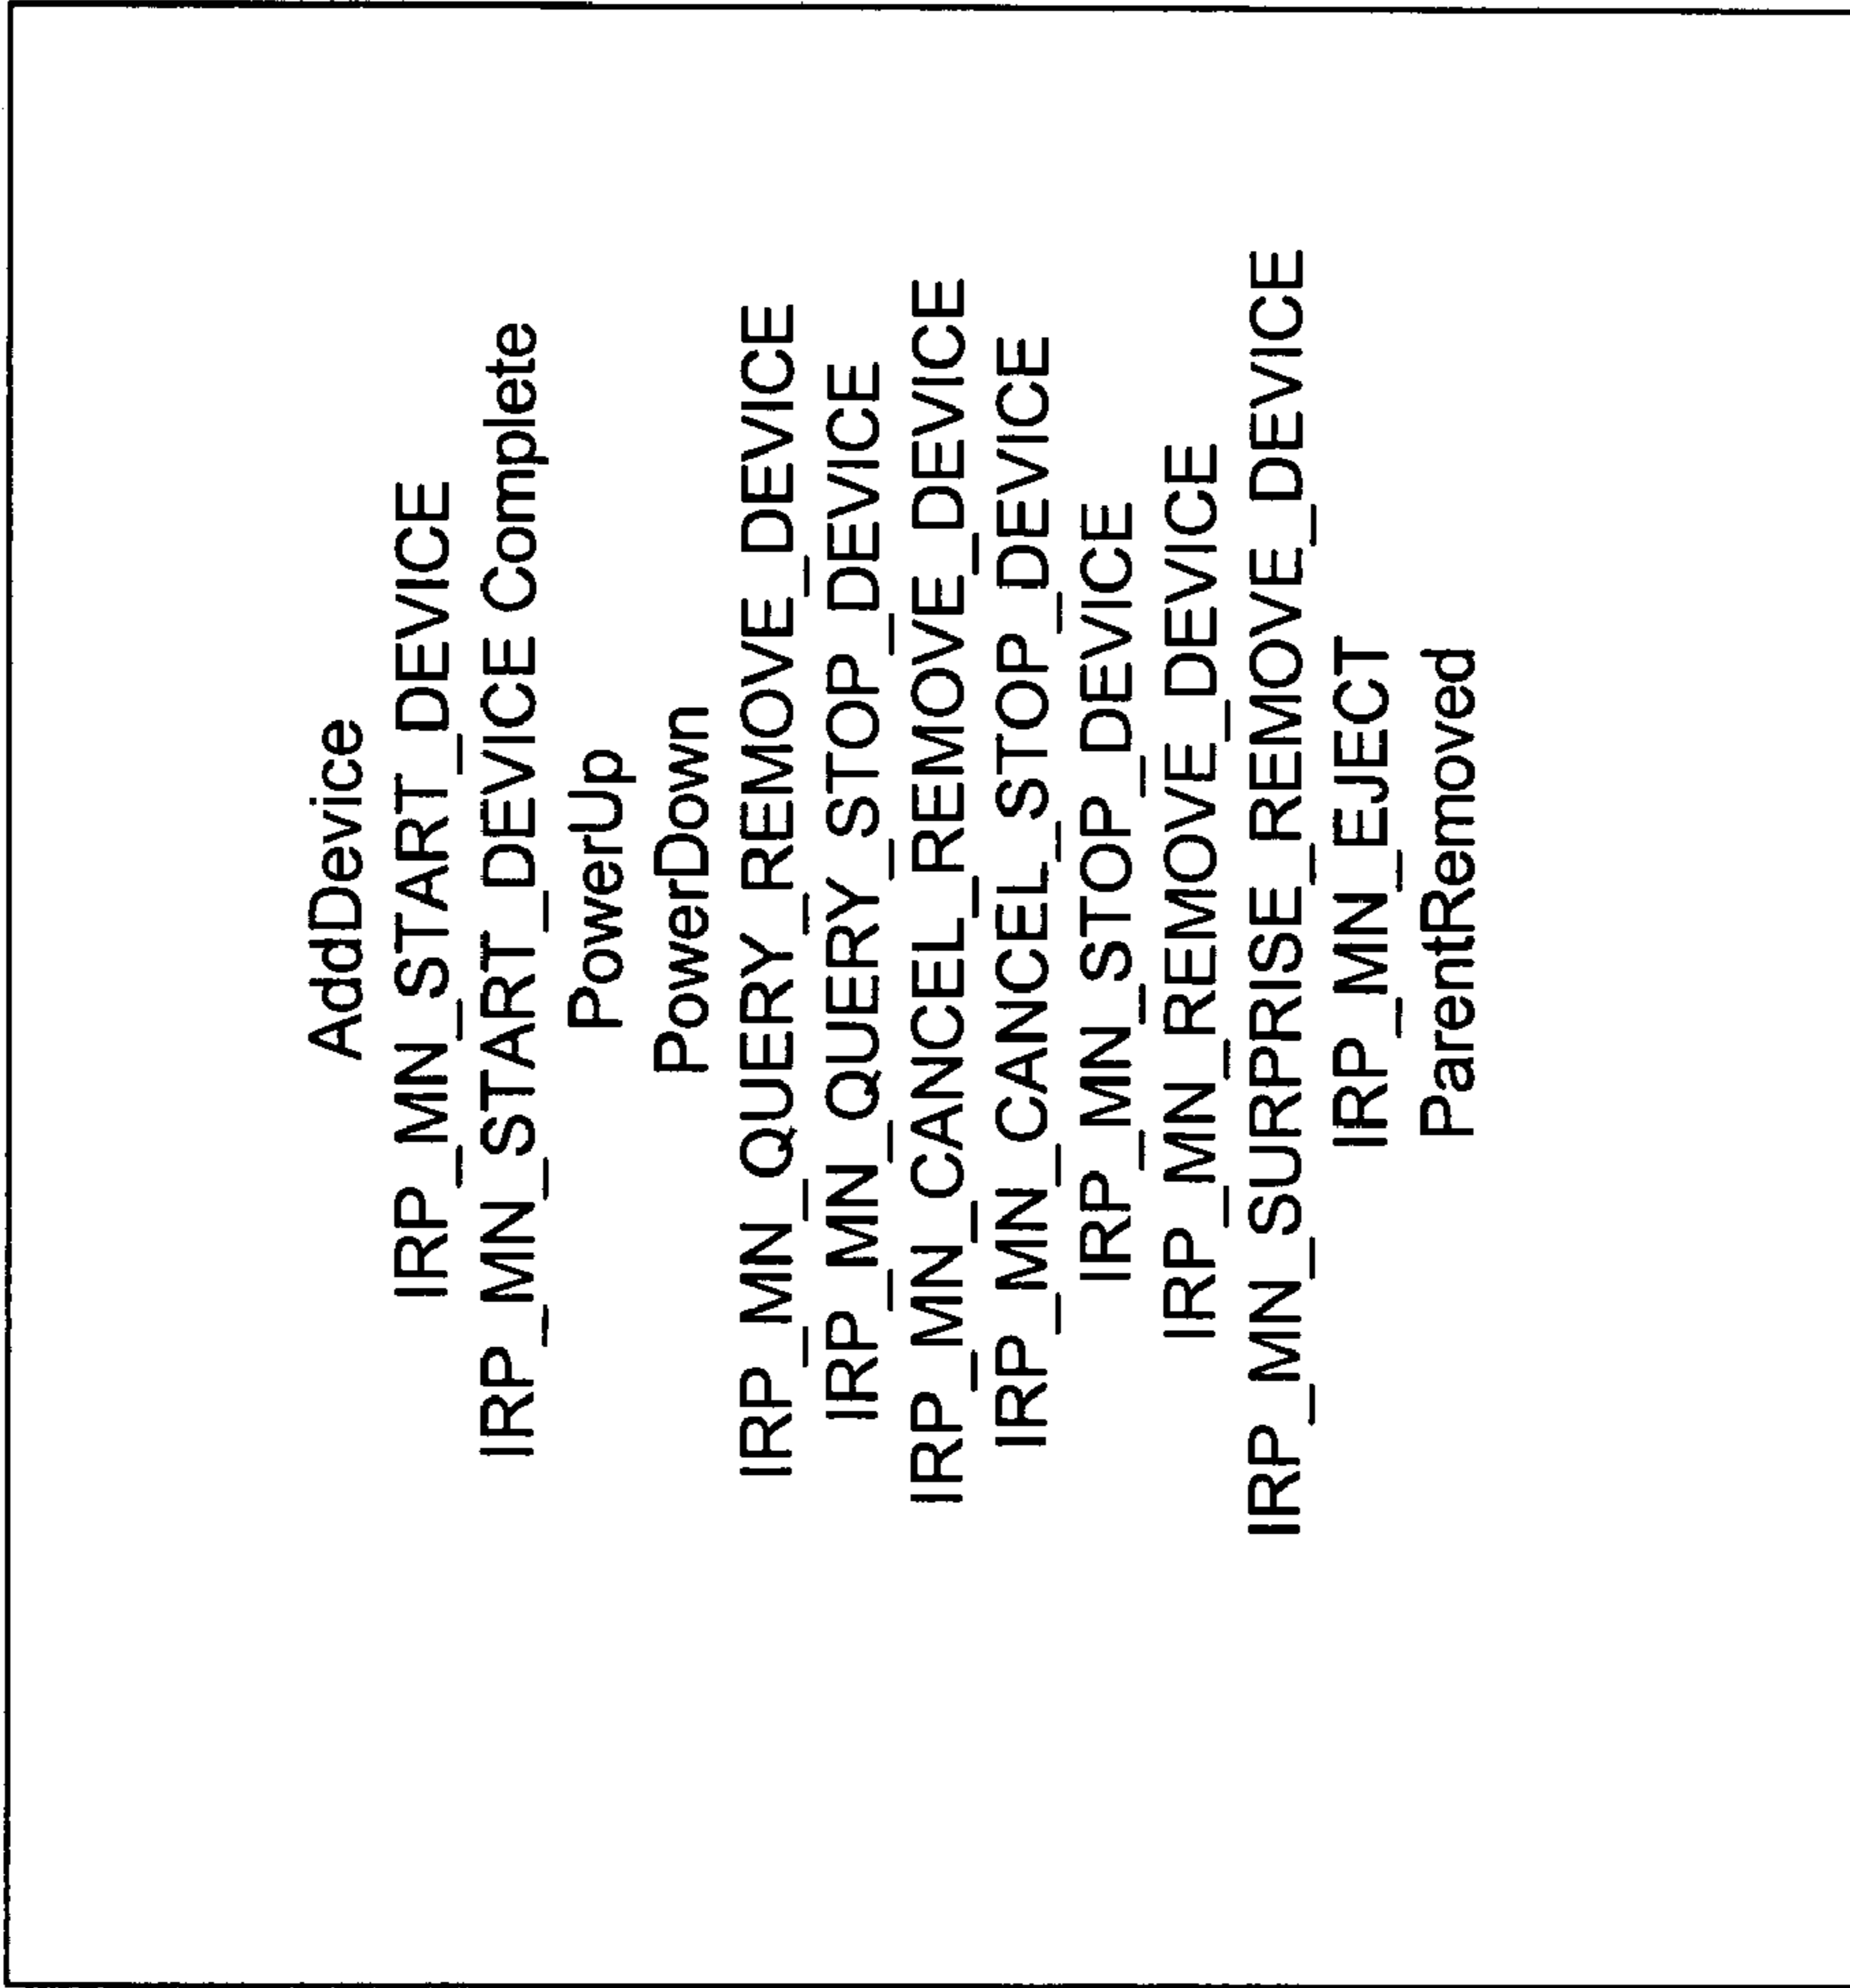 AddDevice
IRP_MN_START_DEVICE
IRP_MN_START_DEVICE Complete
PowerUp
PowerDown
IRP_MN_QUERY_REMOVE_DEVICE
IRP_MN_QUERY_STOP_DEVICE
IRP_MN_CANCEL_REMOVE_DEVICE
IRP_MN_CANCEL_STOP_DEVICE
IRP_MN_STOP_DEVICE
IRP_MN_REMOVE_DEVICE
IRP_MN_SURPRISE_REMOVE_DEVICE
IRP_MN_EJECT
ParentRemoved